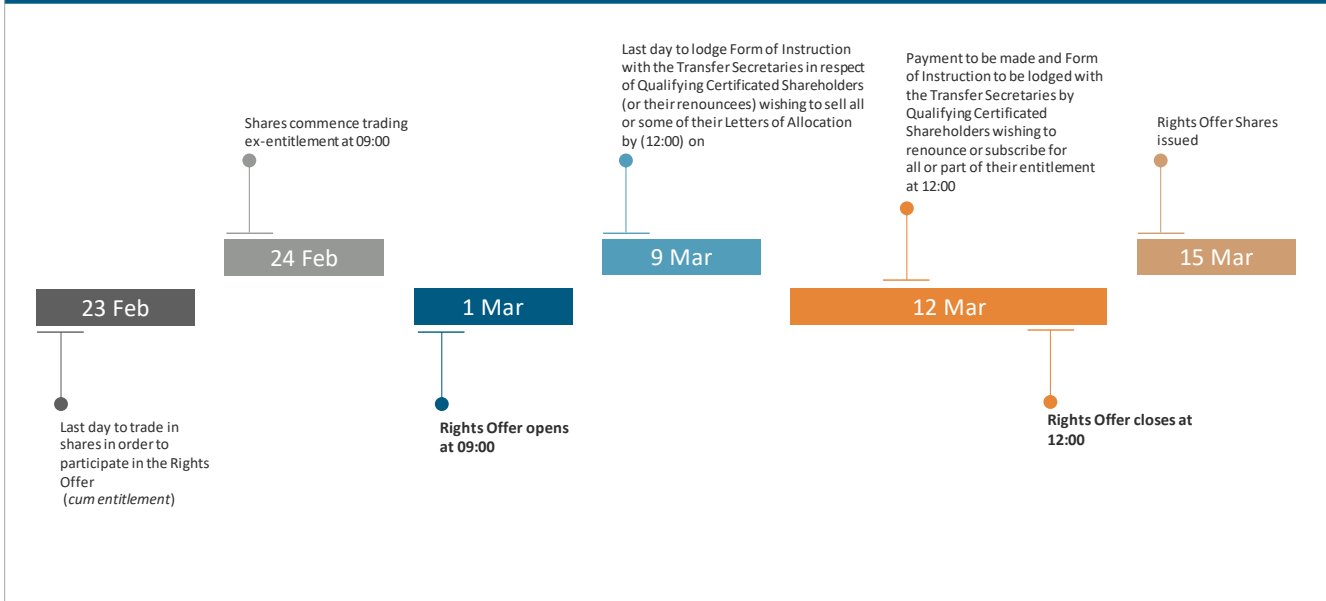 Last day to lodge Form of Instruction
with the Transfer Secretaries in respect
of Qualifying Certificated Shareholders
(or their renouncees) wishing to sell all
or some of their Letters of Allocation
by (12:00) on
Payment to be made and Form
of Instruction to be lodged with
the Transfer Secretaries by
Qualifying Certificated
Shareholders wishing to
renounce or subscribe for
all or part of their entitlement
at 12:00
Shares commence trading
ex-entitlement at 09:00
Rights Offer Shares
issued
24 Feb
9 Mar
15 Mar
23 Feb
1 Mar
12 Mar
Last day to trade in
shares in order to
participate in the Rights
Offer
(cum entitlement)
Rights Offer opens
at 09:00
Rights Offer closes at
12:00